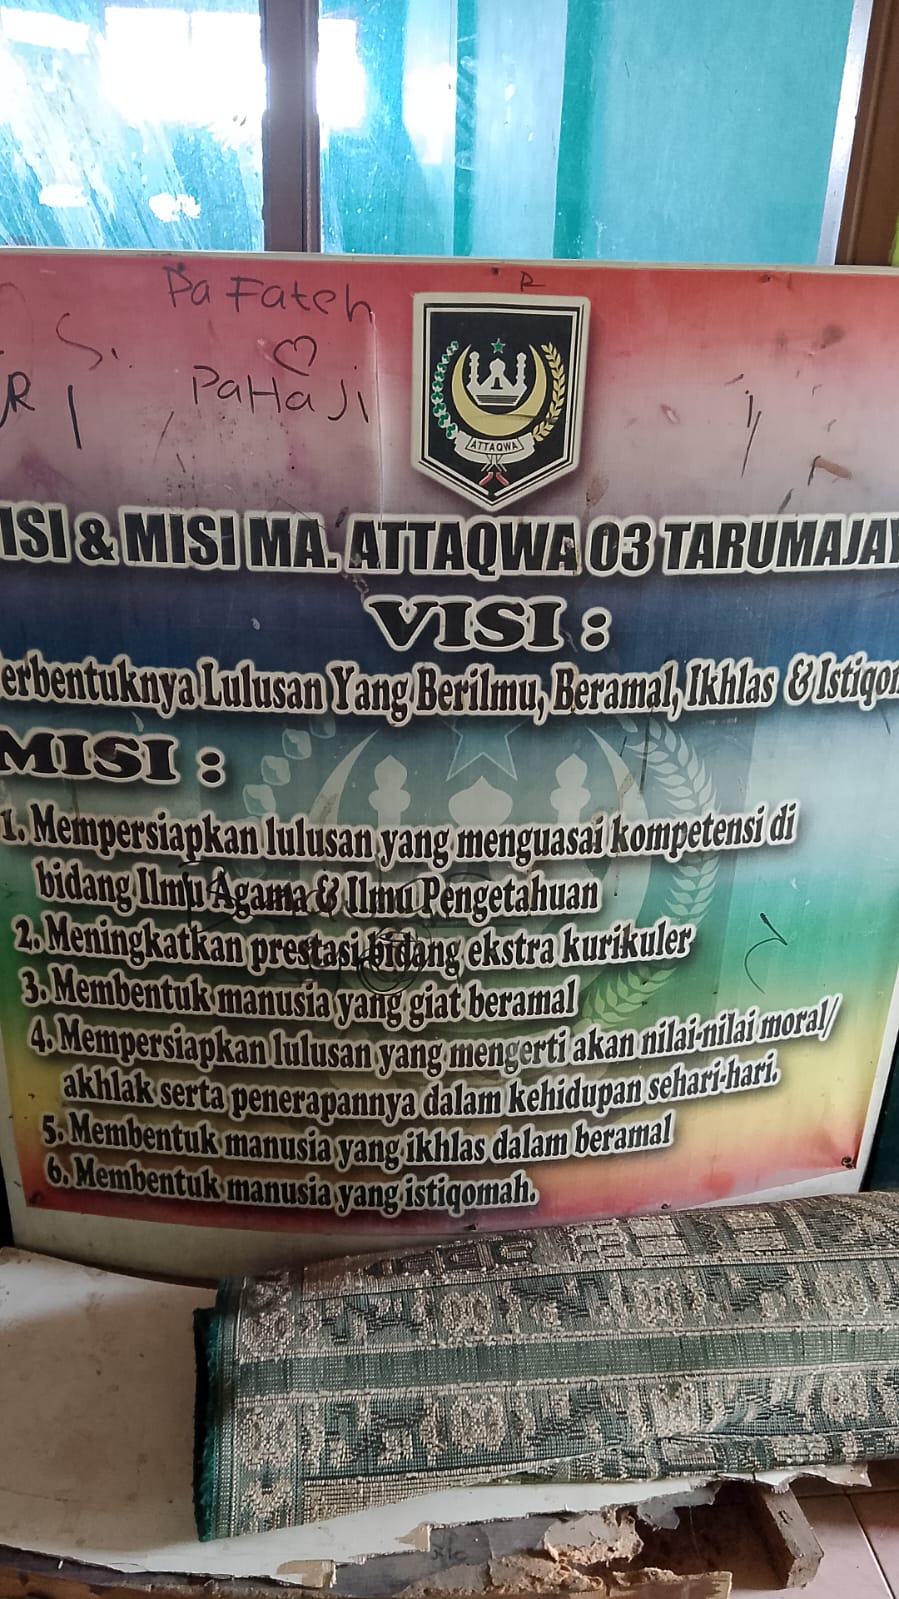 Pa Fateh
PaHaJi
R
S.
R
ATTAQWA
ISI & MISI MA. ATTAQWA 03 TARUMAJAY
VISI :
erbentuknya Lulusan Yang Berilmu, Beramal, Ikhlas & Istiqom
MISI :
1. Mempersiapkan lulusan yang menguasai kompetensi di
bidang Ilmu Agama & Ilmu Pengetahuan
2. Meningkatkan prestasi bidang ekstra kurikuler
3. Membentuk manusia yang giat beramal
4. Mempersiapkan lulusan yang mengerti akan nilai-nilai moral/
akhlak serta penerapannya dalam kehidupan sehari-hari.
5. Membentuk manusia yang ikhlas dalam beramal
6. Membentuk manusia yang istiqomah.